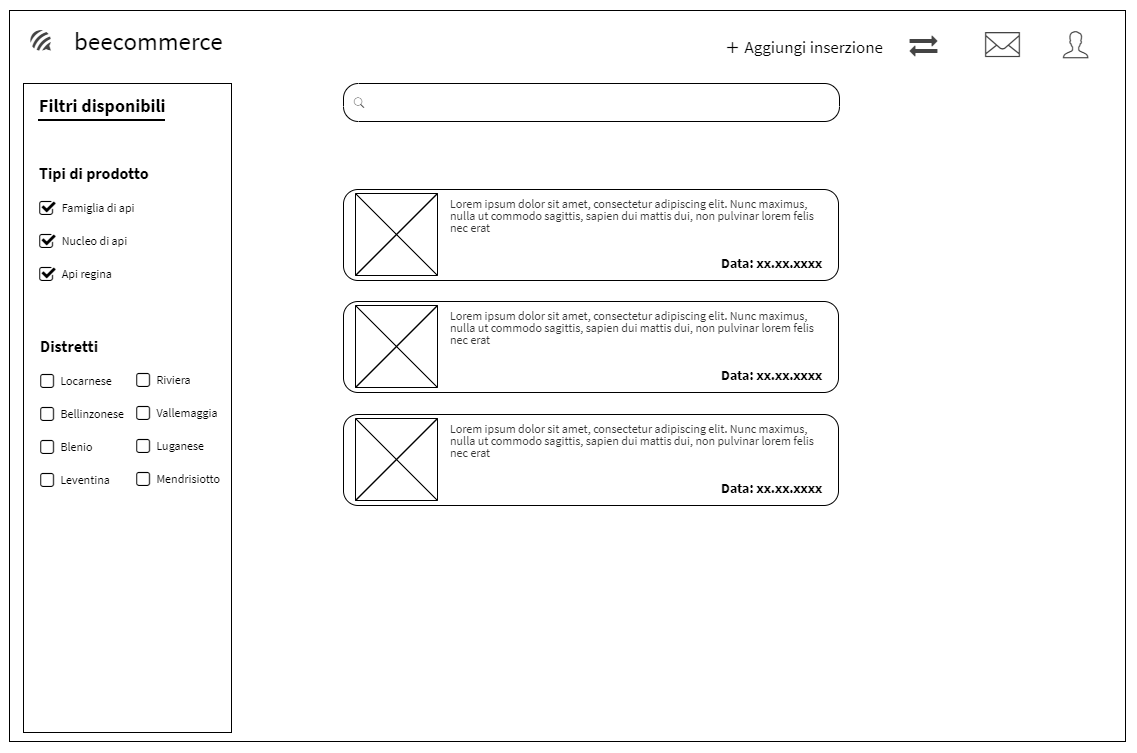 beecommerce
+ Aggiungi inserzione
Filtri disponibili
Tipi di prodotto
Famiglia di api
Nucleo di api
Api regina
Distretti
Locarnese
Riviera
Bellinzonese
Vallemaggia
Blenio
Luganese
Leventina
Mendrisiotto
Lorem ipsum dolor sit amet, consectetur adipiscing elit. Nunc maximus,
nulla ut commodo sagittis, sapien dui mattis dui, non pulvinar lorem felis
nec erat
Data: xx.xx.xxxx
Lorem ipsum dolor sit amet, consectetur adipiscing elit. Nunc maximus,
nulla ut commodo sagittis, sapien dui mattis dui, non pulvinar lorem felis
nec erat
Data: xx.xx.xxxx
Lorem ipsum dolor sit amet, consectetur adipiscing elit. Nunc maximus,
nulla ut commodo sagittis, sapien dui mattis dui, non pulvinar lorem felis
nec erat
Data: xx.xx.xxxx